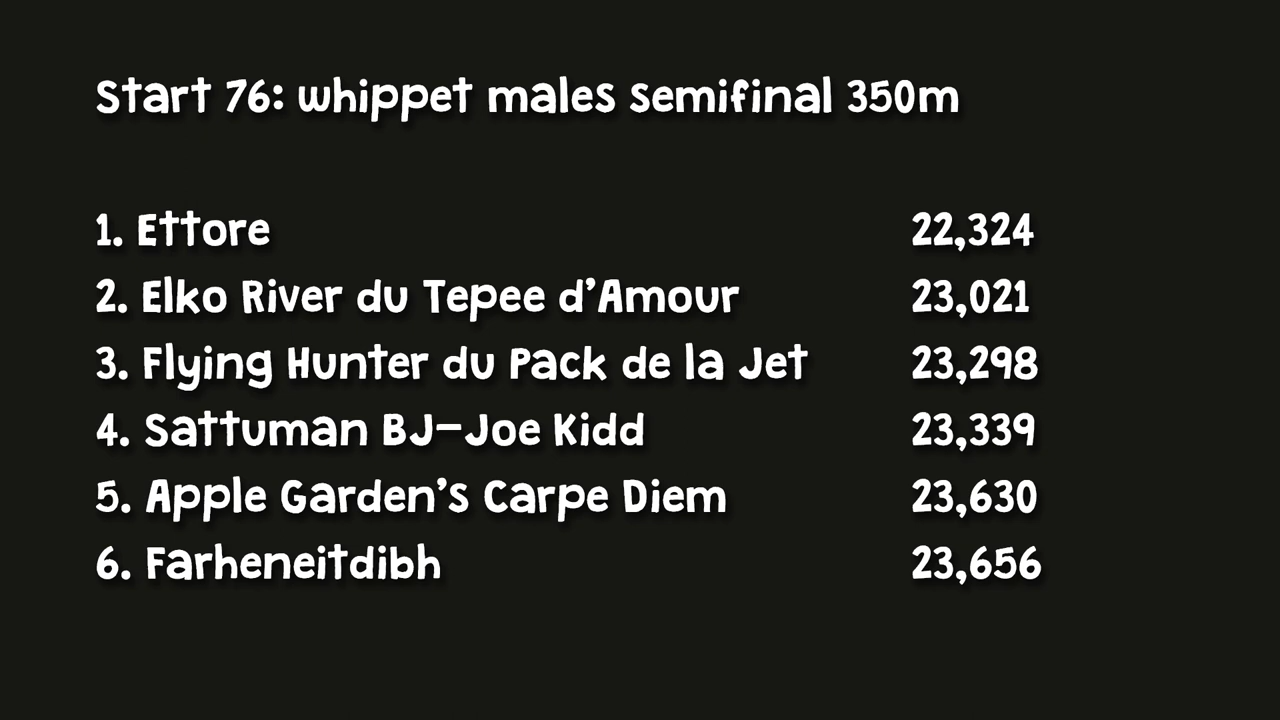 Start 76: whippet males semifinal 350m
1. Ettore 22,324
2. Elko River du Tepee d'Amour 23,021
3. Flying Hunter du Pack de la Jet 23,298
4. Sattuman BJ-Joe Kidd 23,339
5. Apple Garden's Carpe Diem 23,630
6. Farheneitdibh 23,656